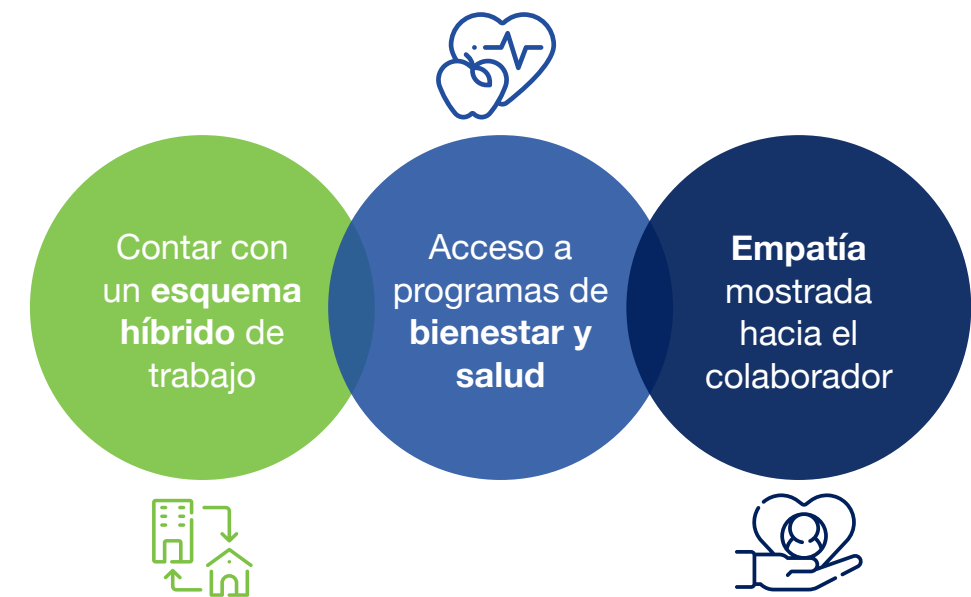 Contar con
un esquema
híbrido de
trabajo
Acceso a
programas de
bienestar y
salud
Empatía
mostrada
hacia el
colaborador